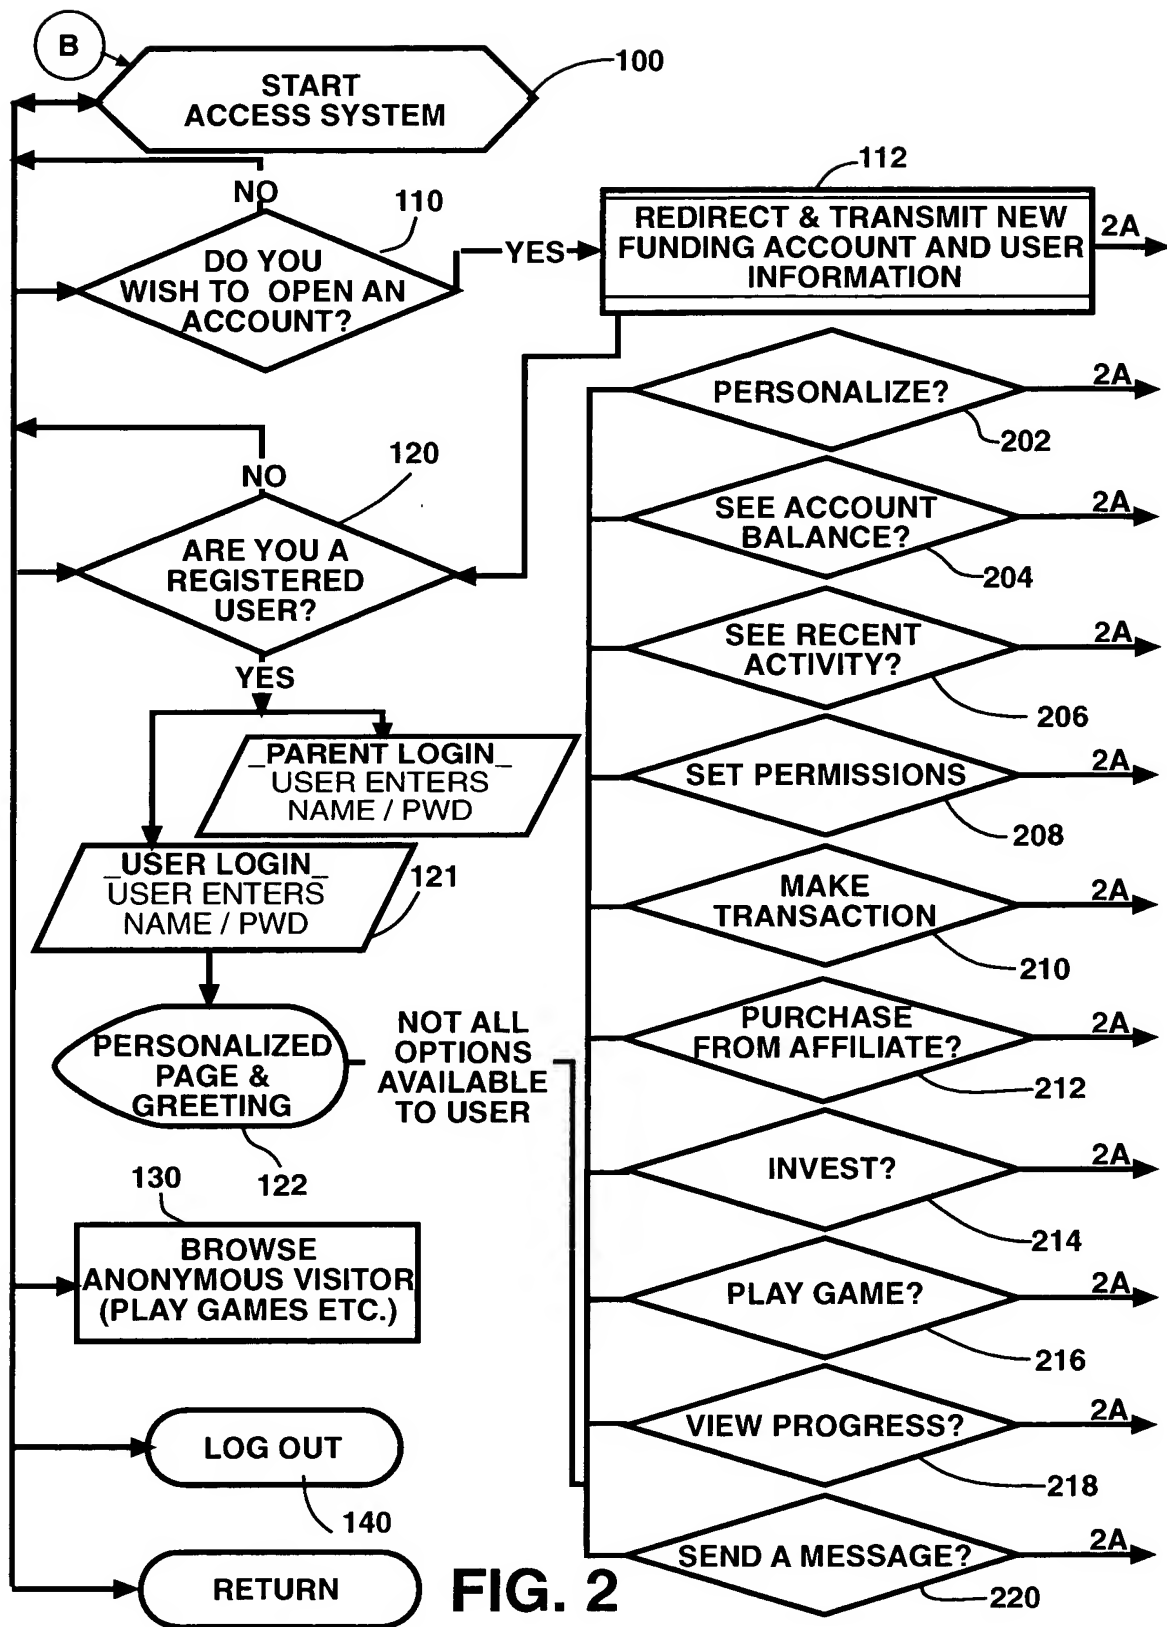 B
START
ACCESS SYSTEM
100
NO
110
DO YOU
WISH TO OPEN AN
ACCOUNT?
YES
112
REDIRECT & TRANSMIT NEW
FUNDING ACCOUNT AND USER
INFORMATION
2A
NO
120
ARE YOU A
REGISTERED
USER?
YES
_PARENT LOGIN_
USER ENTERS
NAME / PWD
_USER LOGIN_
USER ENTERS
NAME / PWD
121
PERSONALIZED
PAGE &
GREETING
122
NOT ALL
OPTIONS
AVAILABLE
TO USER
130
BROWSE
ANONYMOUS VISITOR
(PLAY GAMES ETC.)
LOG OUT
140
RETURN
PERSONALIZE?
2A
202
SEE ACCOUNT
BALANCE?
2A
204
SEE RECENT
ACTIVITY?
2A
206
SET PERMISSIONS
2A
208
MAKE
TRANSACTION
2A
210
PURCHASE
FROM AFFILIATE?
2A
212
INVEST?
2A
214
PLAY GAME?
2A
216
VIEW PROGRESS?
2A
218
SEND A MESSAGE?
2A
220
FIG. 2